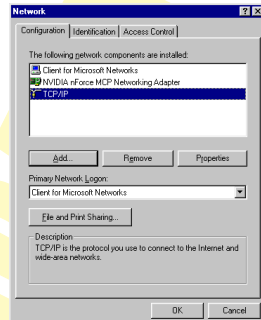 Network
Configuration Identification Access Control
The following network components are installed:
Client for Microsoft Networks
NVIDIA nForce MCP Networking Adapter
TCP/IP
Add... Remove Properties
Primary Network Logon:
Client for Microsoft Networks
File and Print Sharing...
Description
TCP/IP is the protocol you use to connect to the Internet and
wide-area networks.
OK Cancel